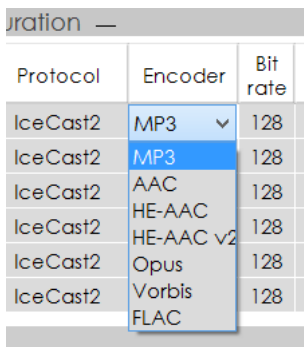 uration —
Protocol Encoder Bit rate
IceCast2 MP3 128
IceCast2 MP3 128
IceCast2 AAC 128
IceCast2 HE-AAC 128
HE-AAC v2
IceCast2 Opus 128
IceCast2 Vorbis 128
FLAC